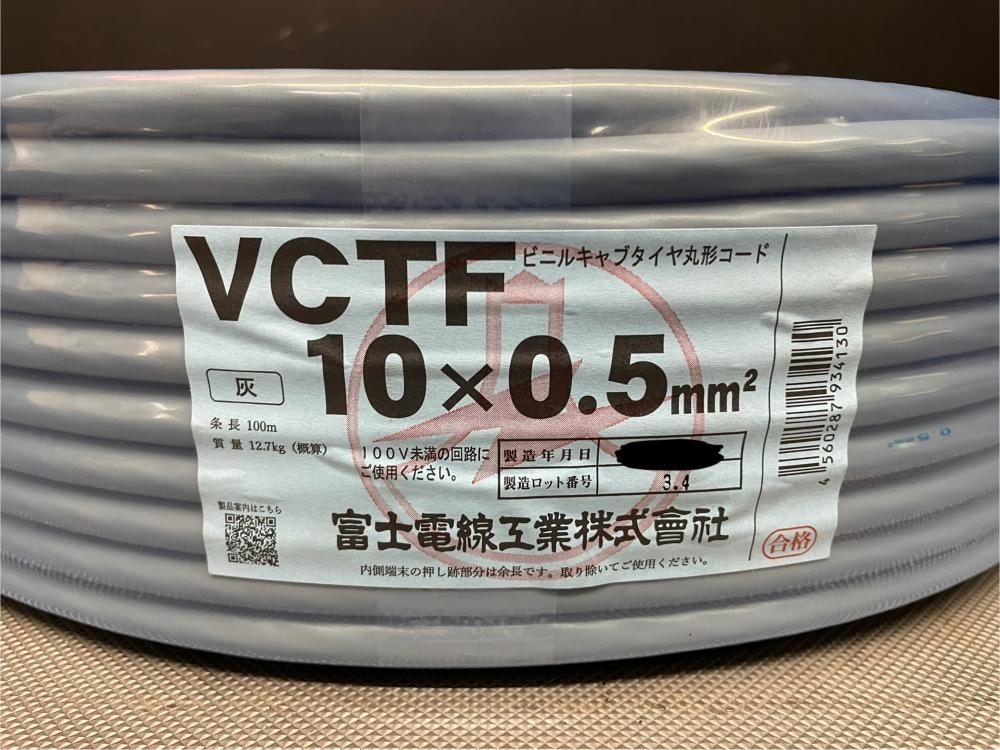 VCTF ビニルキャブタイヤ丸形コード
10×0.5mm²
灰
条長 100m
質量 12.7kg (概算)
100V未満の回路に
ご使用ください。
製造年月日
製造ロット番号 3.4
製品案内はこちら
富士電線工業株式會社
内側端末の押し跡部分は余長です。取り除いてご使用ください。
4560287934130
合格
0.5mm²